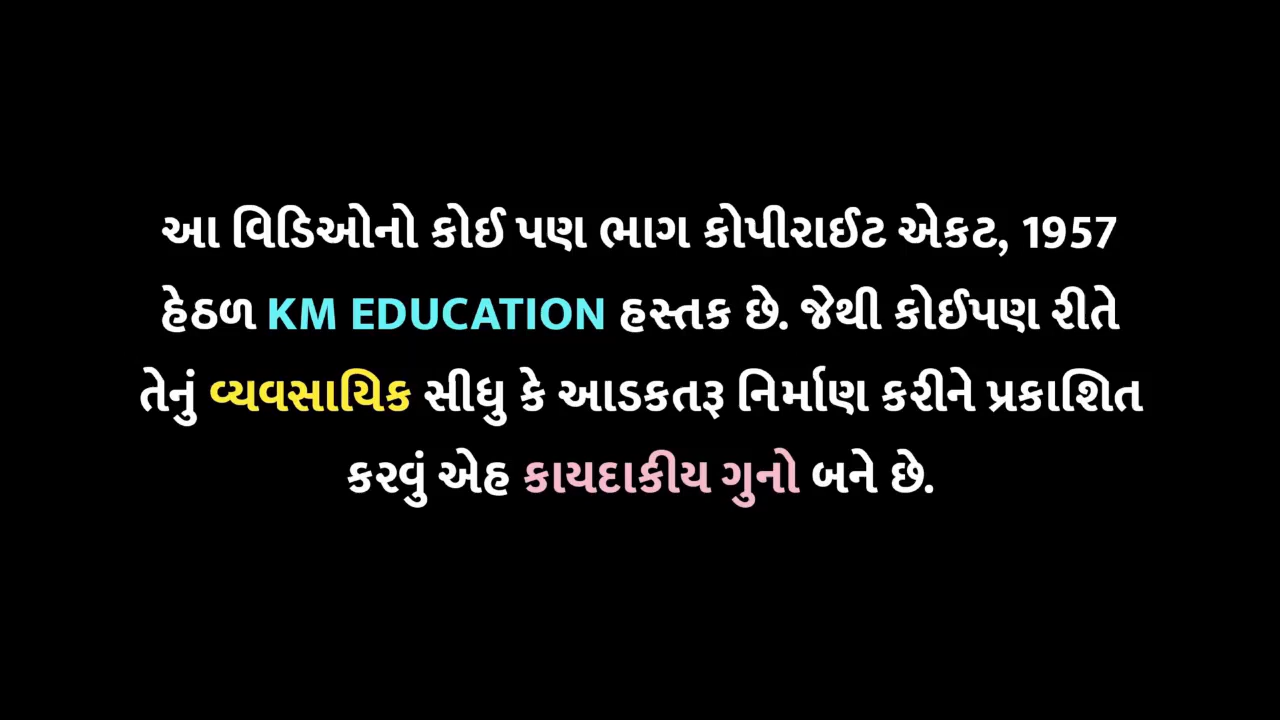 આ વિડિઓનો કોઈ પણ ભાગ કોપીરાઈટ એકટ, 1957
હેઠળ KM EDUCATION હસ્તક છે. જેથી કોઈપણ રીતે
તેનું વ્યવસાયિક સીધુ કે આડકતરૂ નિર્માણ કરીને પ્રકાશિત
કરવું એહ કાયદાકીય ગુનો બને છે.